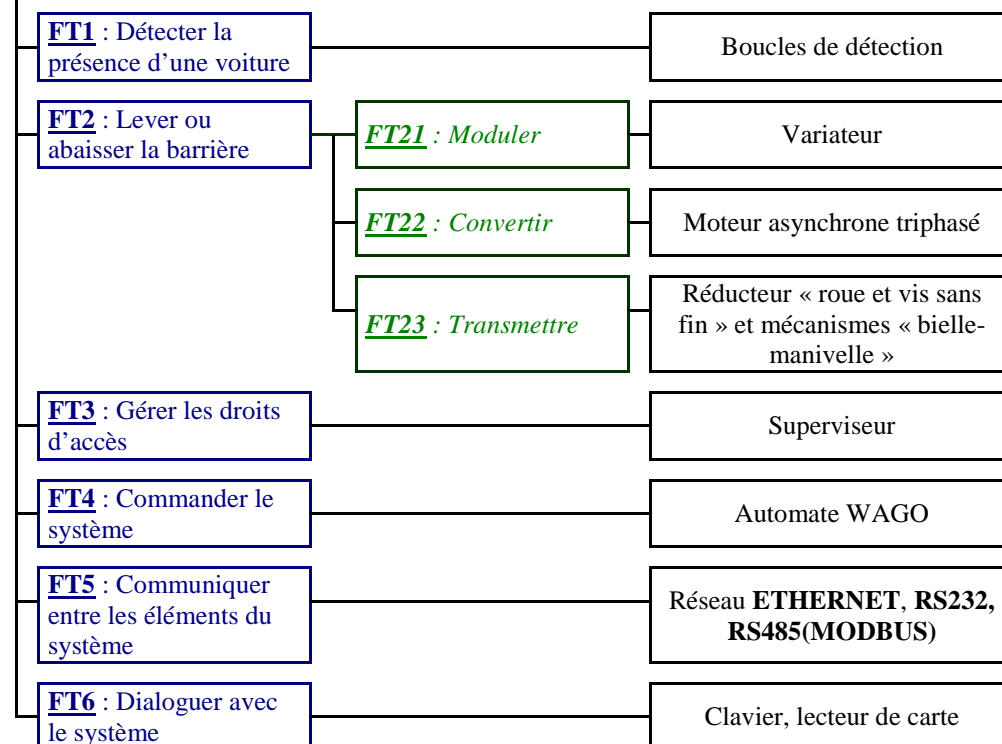 FT1 : Détecter la
présence d’une voiture
Boucles de détection
FT2 : Lever ou
abaisser la barrière
FT21 : Moduler
Variateur
FT22 : Convertir
Moteur asynchrone triphasé
FT23 : Transmettre
Réducteur « roue et vis sans
fin » et mécanismes « bielle-
manivelle »
FT3 : Gérer les droits
d’accès
Superviseur
FT4 : Commander le
système
Automate WAGO
FT5 : Communiquer
entre les éléments du
système
Réseau ETHERNET, RS232,
RS485(MODBUS)
FT6 : Dialoguer avec
le système
Clavier, lecteur de carte